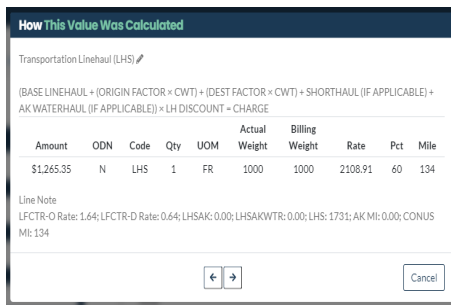 How This Value Was Calculated
Transportation Linehaul (LHS)
(BASE LINEHAUL + (ORIGIN FACTOR × CWT) + (DEST FACTOR × CWT) + SHORTHAUL (IF APPLICABLE) +
AK WATERHAUL (IF APPLICABLE)) × LH DISCOUNT = CHARGE
Amount ODN Code Qty UOM Actual Weight Billing Weight Rate Pct Mile
$1,265.35 N LHS 1 FR 1000 1000 2108.91 60 134
Line Note
LFCTR-O Rate: 1.64; LFCTR-D Rate: 0.64; LHSAK: 0.00; LHSAKWTR: 0.00; LHS: 1731; AK MI: 0.00; CONUS
MI: 134
Cancel